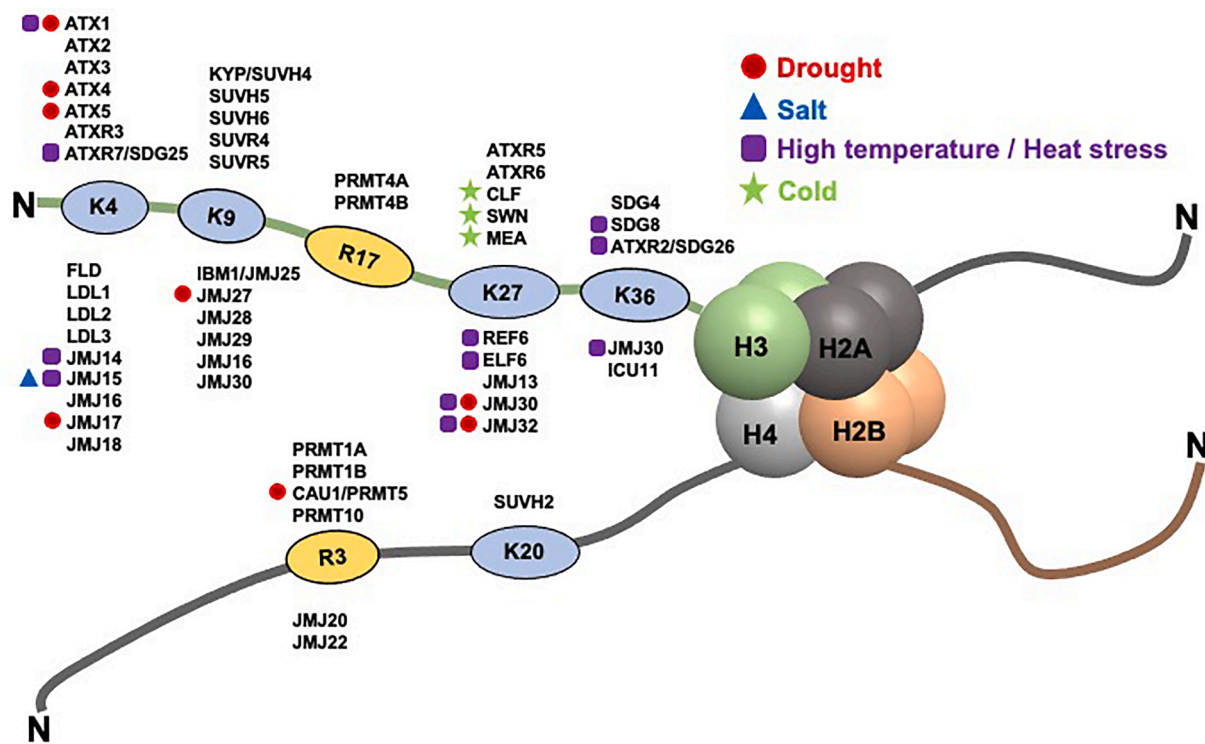 ATX1
ATX2
ATX3
ATX4
ATX5
ATXR3
ATXR7/SDG25
KYP/SUVH4
SUVH5
SUVH6
SUVR4
SUVR5
PRMT4A
PRMT4B
ATXR5
ATXR6
CLF
SWN
MEA
SDG4
SDG8
ATXR2/SDG26
Drought
Salt
High temperature / Heat stress
Cold
N
K4
K9
R17
K27
K36
H3
H2A
H4
H2B
N
N
FLD
LDL1
LDL2
LDL3
JMJ14
JMJ15
JMJ16
JMJ17
JMJ18
IBM1/JMJ25
JMJ27
JMJ28
JMJ29
JMJ16
JMJ30
REF6
ELF6
JMJ13
JMJ30
JMJ32
JMJ30
ICU11
PRMT1A
PRMT1B
CAU1/PRMT5
PRMT10
SUVH2
R3
K20
JMJ20
JMJ22
N